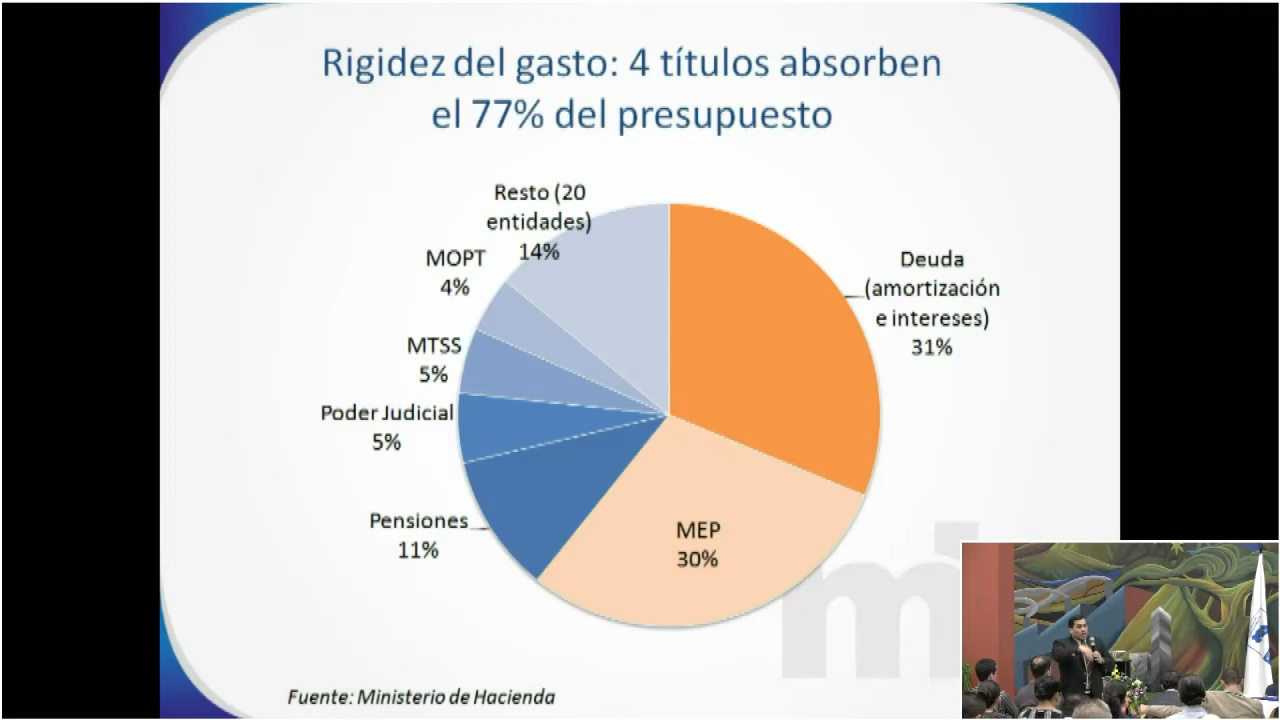 Rigidez del gasto: 4 títulos absorben
el 77% del presupuesto
Resto (20
entidades)
14%
MOPT
4%
MTSS
5%
Poder Judicial
5%
Pensiones
11%
Deuda
(amortización
e intereses)
31%
MEP
30%
mh
Fuente: Ministerio de Hacienda